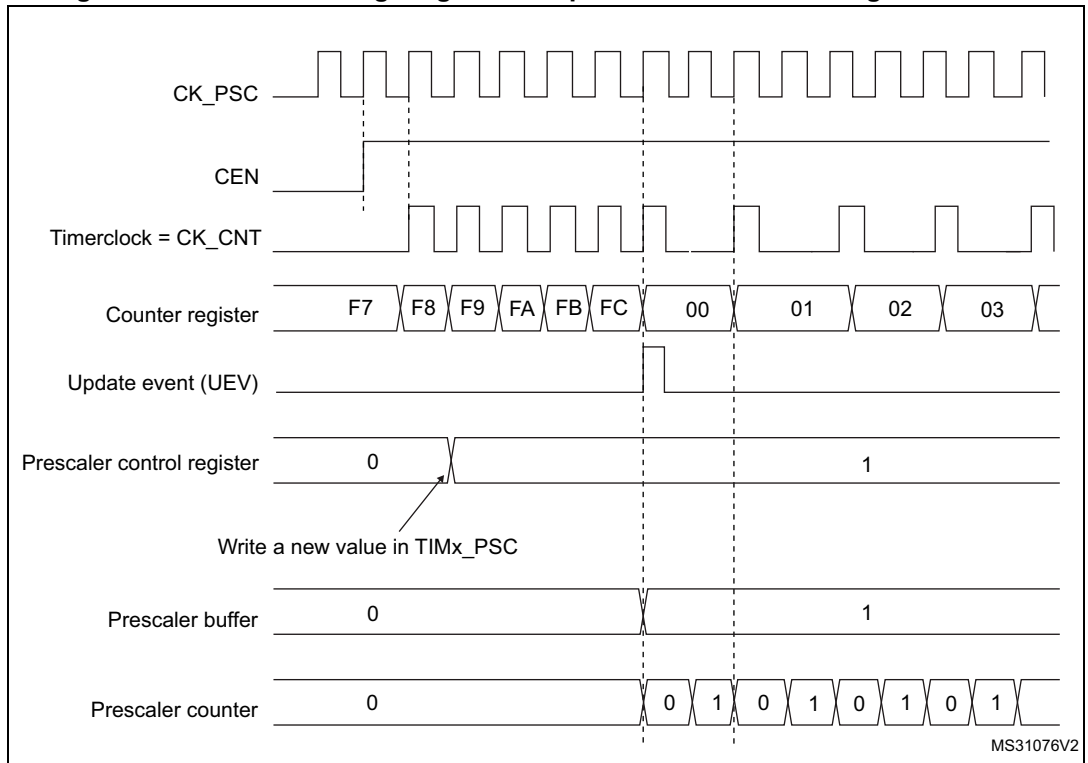 CK_PSC
CEN
Timerclock = CK_CNT
Counter register F7 F8 F9 FA FB FC 00 01 02 03
Update event (UEV)
Prescaler control register 0 1
Write a new value in TIMx_PSC
Prescaler buffer 0 1
Prescaler counter 0 0 1 0 1 0 1 0 1
MS31076V2